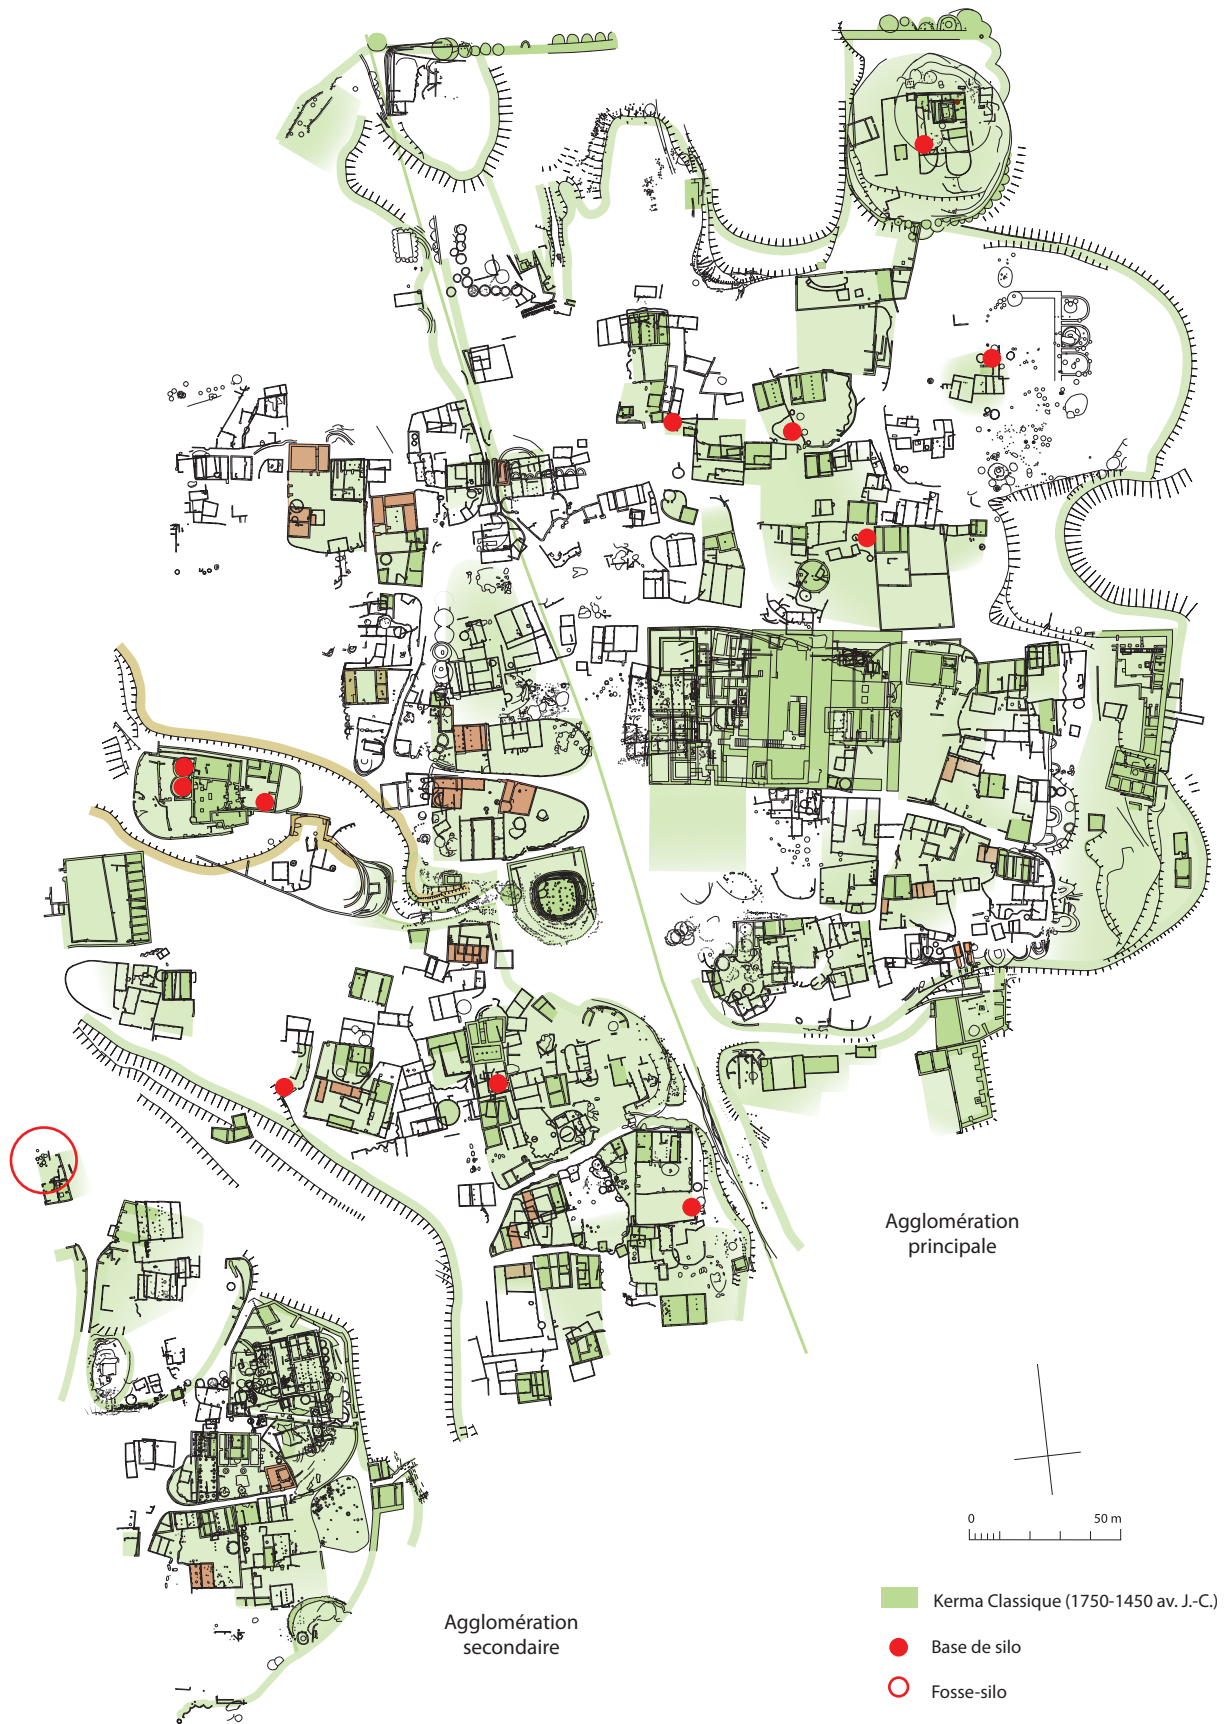 Agglomération
principale
0 50 m
Kerma Classique (1750-1450 av. J.-C.)
Agglomération
secondaire
Base de silo
Fosse-silo